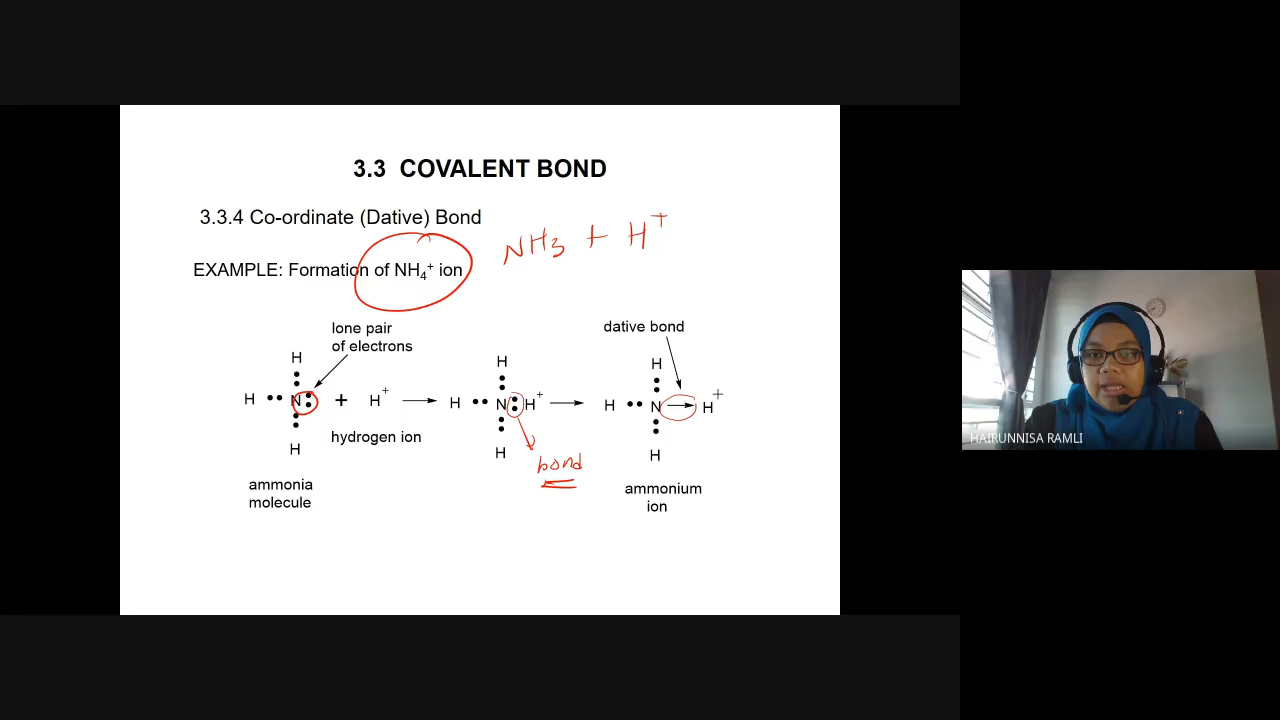 3.3 COVALENT BOND
3.3.4 Co-ordinate (Dative) Bond
NH3 + H+
EXAMPLE: Formation of NH4+ ion
lone pair
of electrons
dative bond
H H H
H •• N : + H+ → H •• N : H+ → H •• N → H+
hydrogen ion
H H H
bond
ammonia
molecule
ammonium
ion
HAIRUNNISA RAMLI